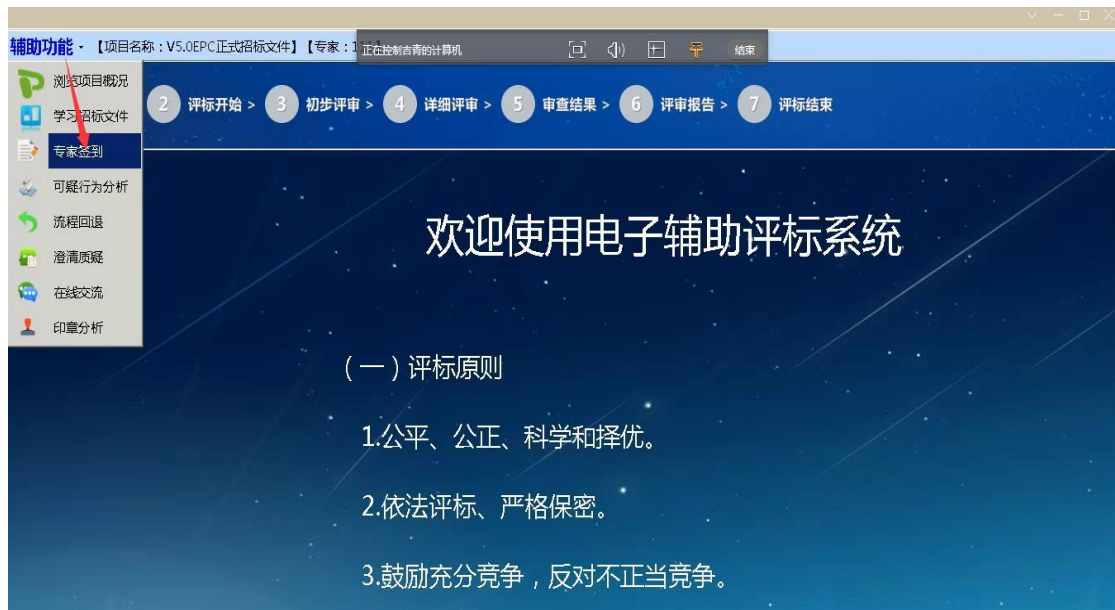 辅助功能 【项目名称：V5.0EPC正式招标文件】【专家：1
正在控制吉青的计算机 结束
浏览项目概况
学习招标文件
专家签到
可疑行为分析
流程回退
澄清质疑
在线交流
印章分析
2 评标开始 > 3 初步评审 > 4 详细评审 > 5 审查结果 > 6 评审报告 > 7 评标结束
欢迎使用电子辅助评标系统
（一）评标原则
1.公平、公正、科学和择优。
2.依法评标、严格保密。
3.鼓励充分竞争，反对不正当竞争。